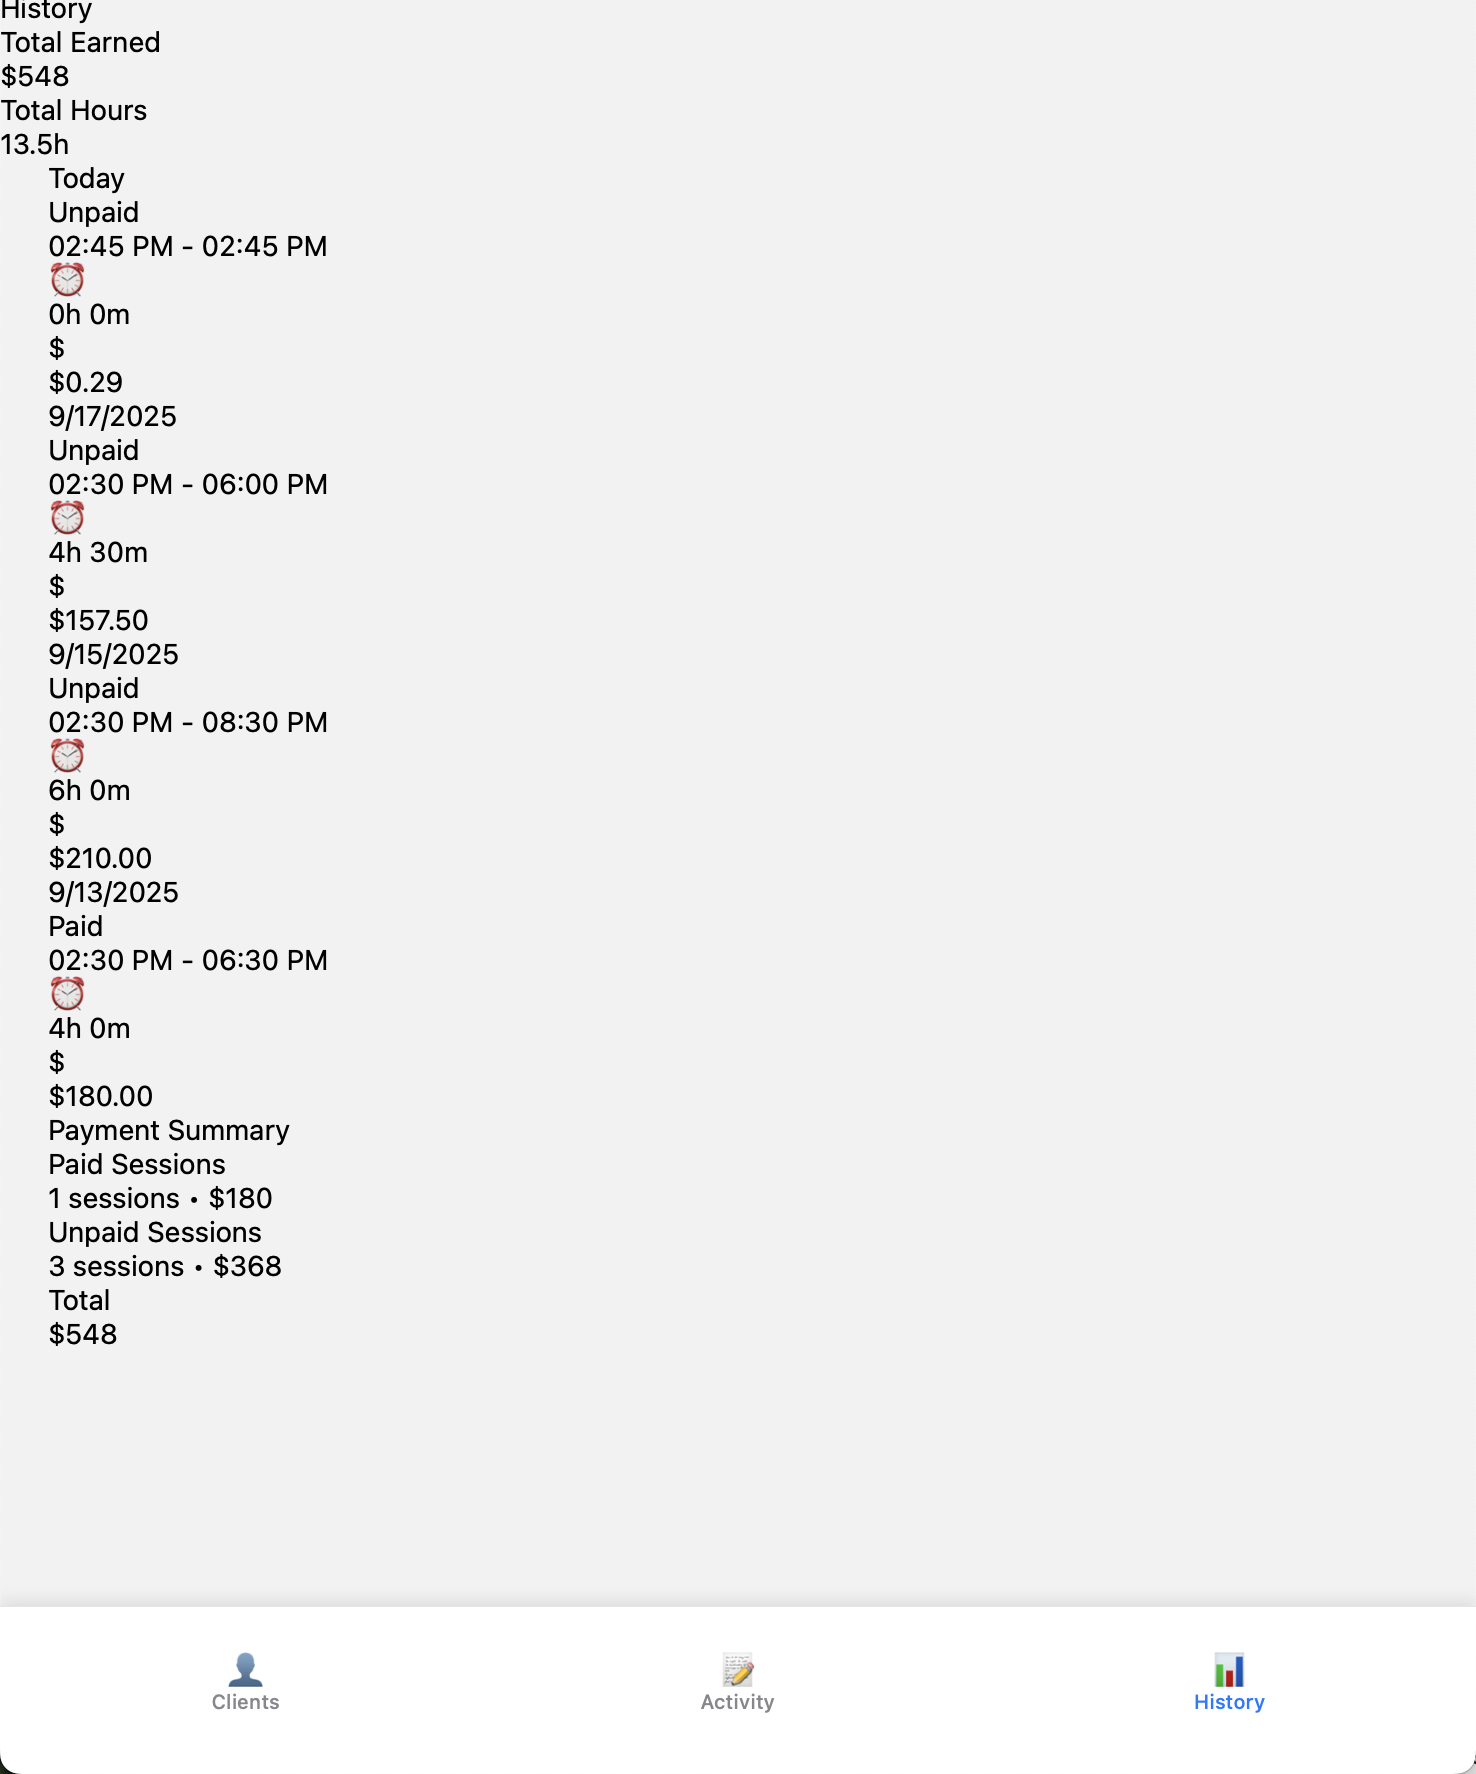 History
Total Earned
$548
Total Hours
13.5h
Today
Unpaid
02:45 PM - 02:45 PM
0h 0m
$
$0.29
9/17/2025
Unpaid
02:30 PM - 06:00 PM
4h 30m
$
$157.50
9/15/2025
Unpaid
02:30 PM - 08:30 PM
6h 0m
$
$210.00
9/13/2025
Paid
02:30 PM - 06:30 PM
4h 0m
$
$180.00
Payment Summary
Paid Sessions
1 sessions • $180
Unpaid Sessions
3 sessions • $368
Total
$548
Clients
Activity
History